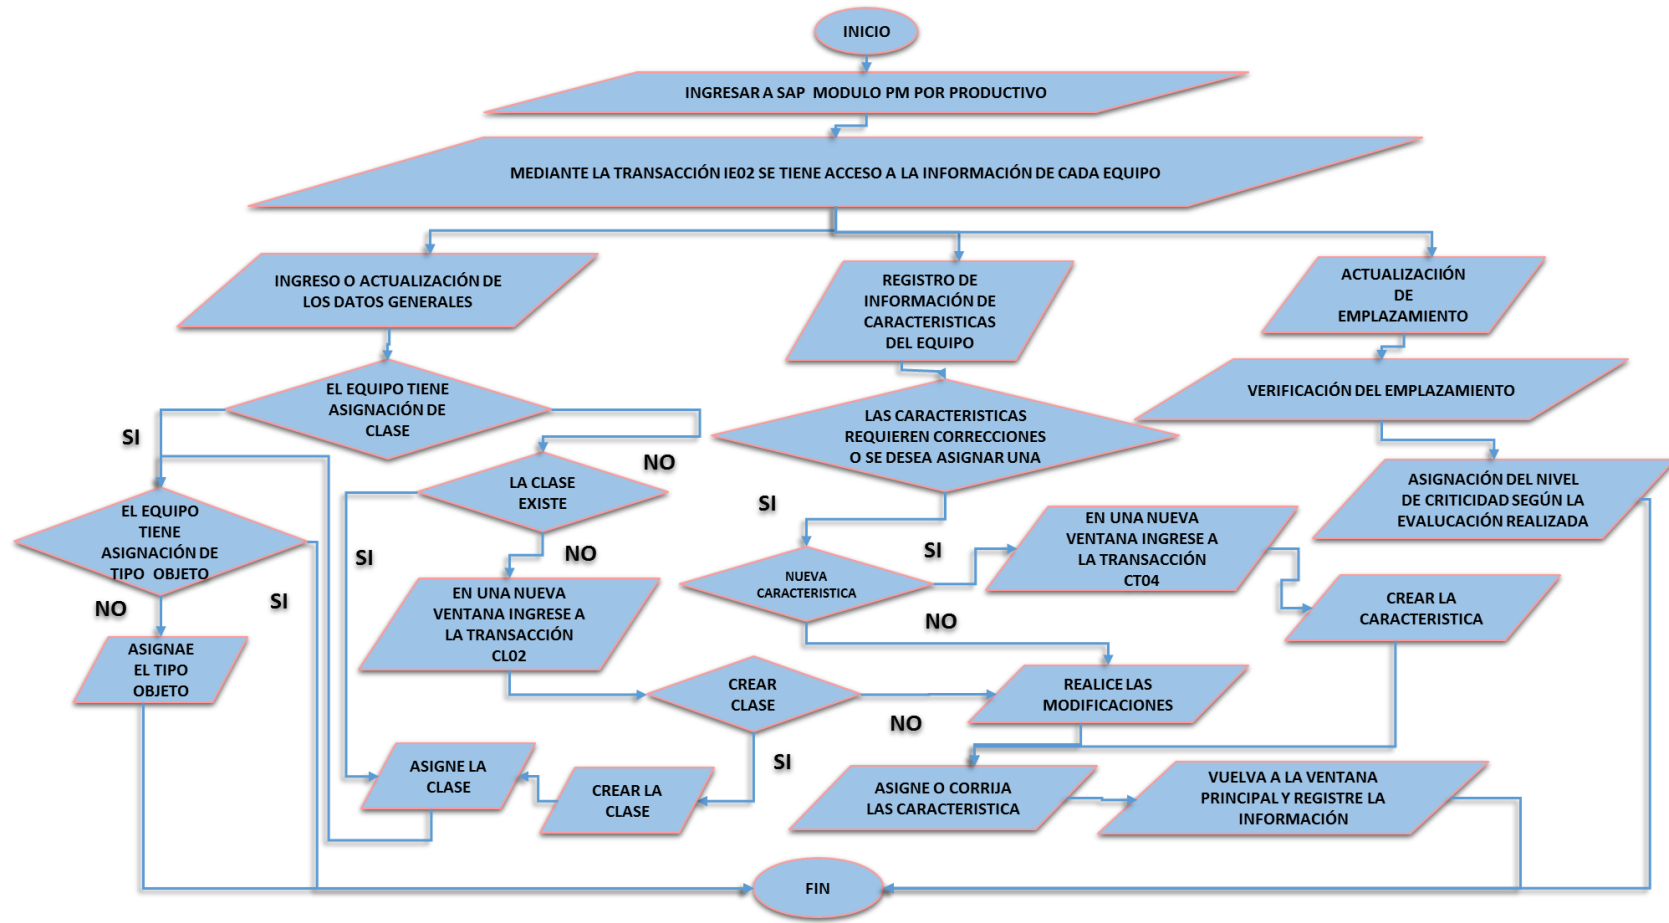 INICIO
INGRESAR A SAP MODULO PM POR PRODUCTIVO
MEDIANTE LA TRANSACCIÓN IE02 SE TIENE ACCESO A LA INFORMACIÓN DE CADA EQUIPO
INGRESO O ACTUALIZACIÓN DE
LOS DATOS GENERALES
REGISTRO DE
INFORMACIÓN DE
CARACTERISTICAS
DEL EQUIPO
ACTUALIZACIIÓN
DE
EMPLAZAMIENTO
EL EQUIPO TIENE
ASIGNACIÓN DE
CLASE
LAS CARACTERISTICAS
REQUIEREN CORRECCIONES
O SE DESEA ASIGNAR UNA
VERIFICACIÓN DEL EMPLAZAMIENTO
SI
NO
LA CLASE
EXISTE
ASIGNACIÓN DEL NIVEL
DE CRITICIDAD SEGÚN LA
EVALUCACIÓN REALIZADA
EL EQUIPO
TIENE
ASIGNACIÓN DE
TIPO OBJETO
SI
NO
SI
SI
EN UNA NUEVA
VENTANA INGRESE A
LA TRANSACCIÓN
CT04
NUEVA
CARACTERISTICA
NO
SI
EN UNA NUEVA
VENTANA INGRESE A
LA TRANSACCIÓN
CL02
NO
CREAR LA
CARACTERISTICA
ASIGNAE
EL TIPO
OBJETO
CREAR
CLASE
NO
REALICE LAS
MODIFICACIONES
SI
ASIGNE LA
CLASE
CREAR LA
CLASE
ASIGNE O CORRIJA
LAS CARACTERISTICA
VUELVA A LA VENTANA
PRINCIPAL Y REGISTRE LA
INFORMACIÓN
FIN